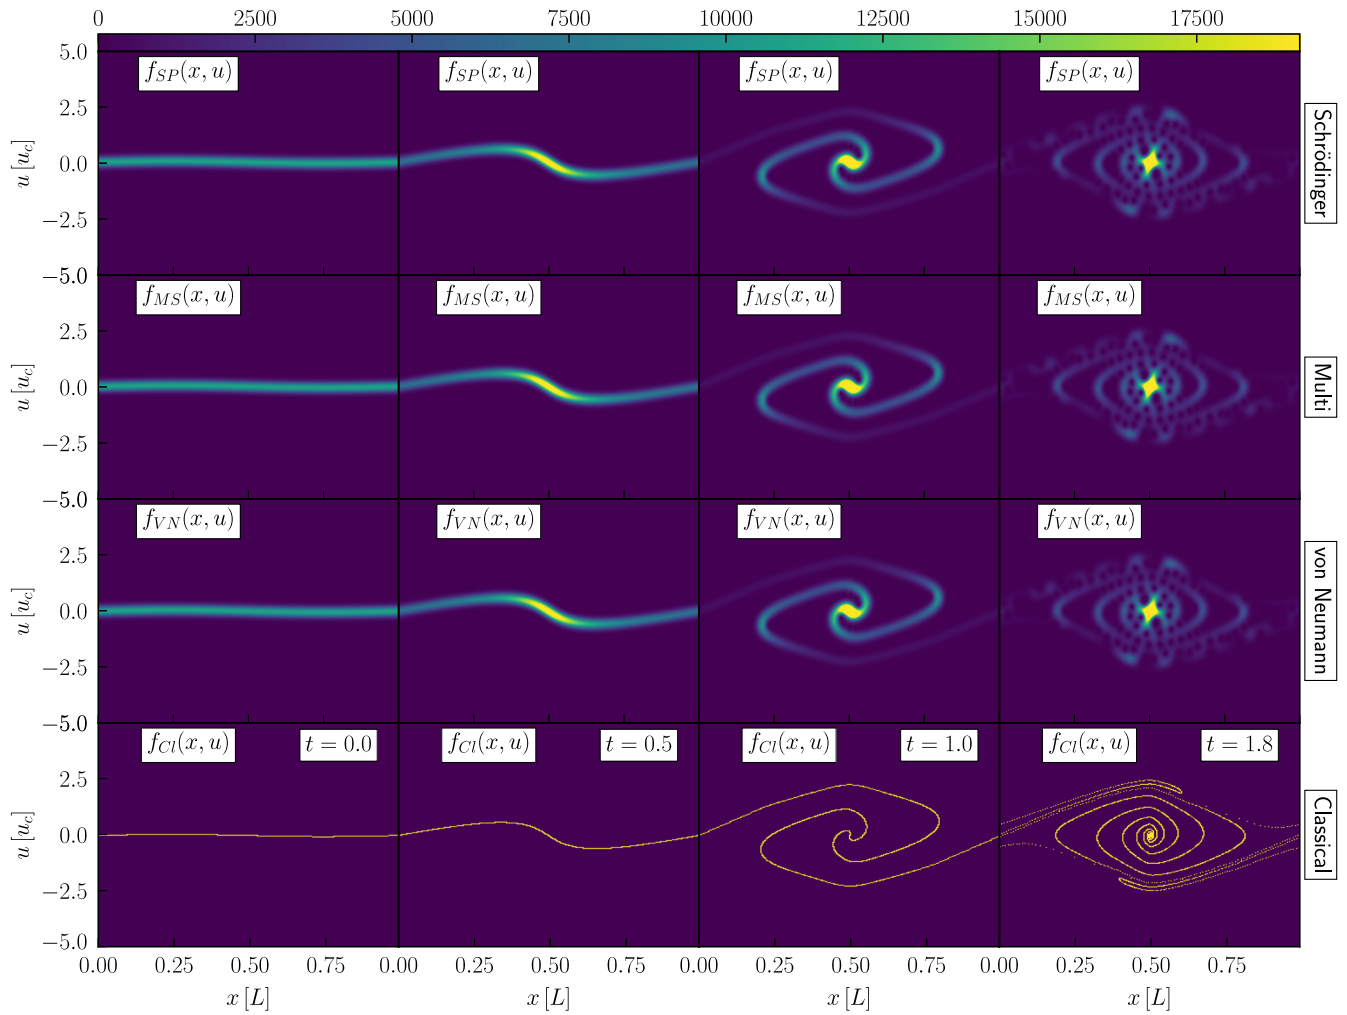 0 2500 5000 7500 10000 12500 15000 17500
5.0 f_{SP}(x, u) f_{SP}(x, u) f_{SP}(x, u) f_{SP}(x, u)
2.5
u [u_c] 0.0 Schrödinger
−2.5
−5.0
f_{MS}(x, u) f_{MS}(x, u) f_{MS}(x, u) f_{MS}(x, u)
2.5
u [u_c] 0.0 Multi
−2.5
−5.0
f_{VN}(x, u) f_{VN}(x, u) f_{VN}(x, u) f_{VN}(x, u)
2.5
u [u_c] 0.0 von Neumann
−2.5
−5.0
f_{Cl}(x, u) t = 0.0 f_{Cl}(x, u) t = 0.5 f_{Cl}(x, u) t = 1.0 f_{Cl}(x, u) t = 1.8
2.5
u [u_c] 0.0 Classical
−2.5
−5.0
0.00 0.25 0.50 0.75 0.00 0.25 0.50 0.75 0.00 0.25 0.50 0.75 0.00 0.25 0.50 0.75
x [L] x [L] x [L] x [L]